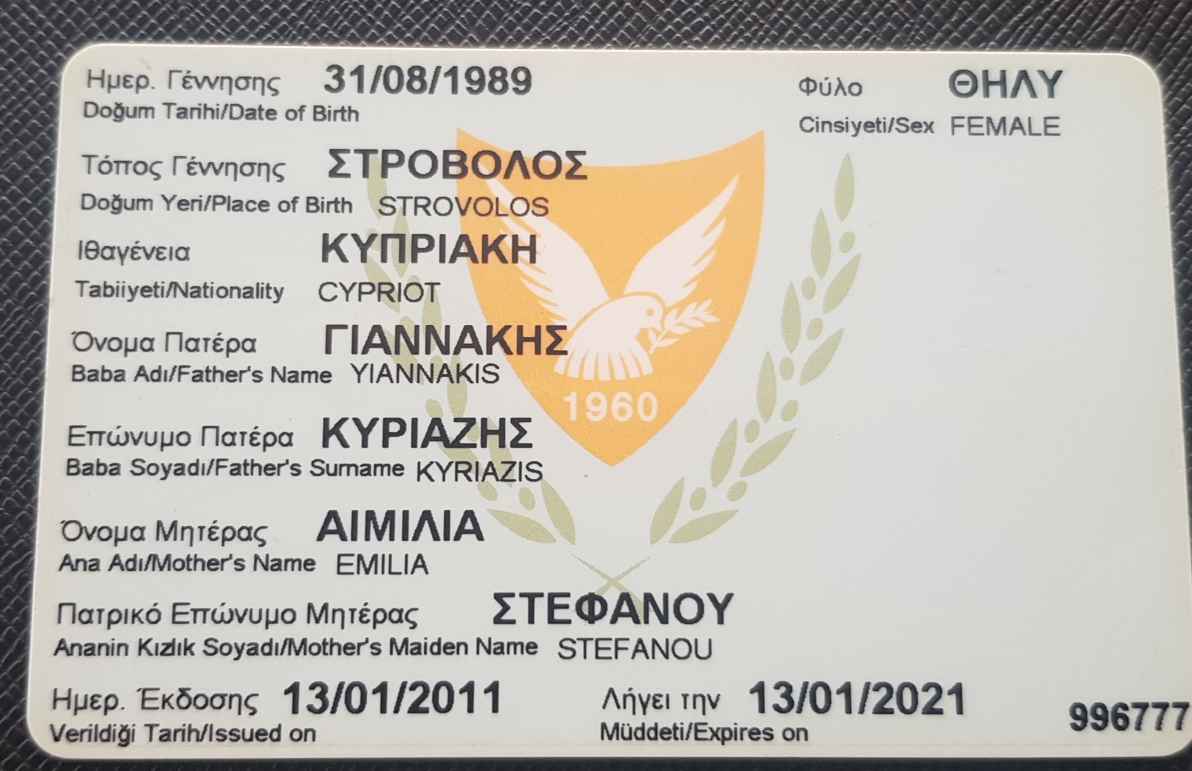 Ημερ. Γέννησης 31/08/1989
Doğum Tarihi/Date of Birth
Φύλο ΘΗΛΥ
Cinsiyeti/Sex FEMALE
Τόπος Γέννησης ΣΤΡΟΒΟΛΟΣ
Doğum Yeri/Place of Birth STROVOLOS
Ιθαγένεια ΚΥΠΡΙΑΚΗ
Tabiiyeti/Nationality CYPRIOT
Όνομα Πατέρα ΓΙΑΝΝΑΚΗΣ
Baba Adı/Father's Name YIANNAKIS
1960
Επώνυμο Πατέρα ΚΥΡΙΑΖΗΣ
Baba Soyadı/Father's Surname KYRIAZIS
Όνομα Μητέρας ΑΙΜΙΛΙΑ
Ana Adı/Mother's Name EMILIA
Πατρικό Επώνυμο Μητέρας ΣΤΕΦΑΝΟΥ
Ananin Kızlık Soyadı/Mother's Maiden Name STEFANOU
Ημερ. Έκδοσης 13/01/2011
Verildiği Tarih/Issued on
Λήγει την 13/01/2021
Müddeti/Expires on
996777